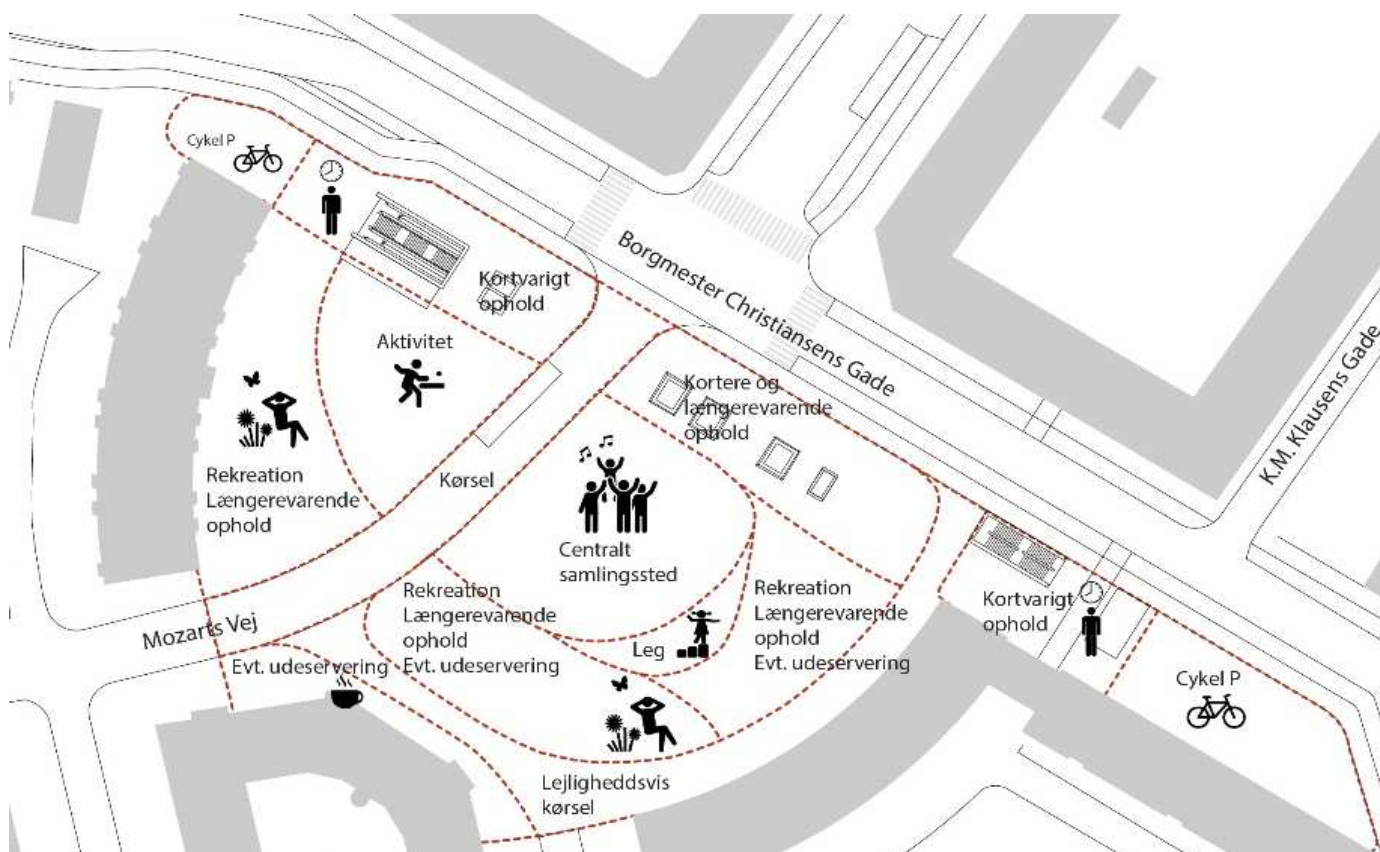 Cykel P
Kortvarigt
ophold
Borgmester Christiansens Gade
K.M. Klausens Gade
Aktivitet
Kortere og
længerevarende
ophold
Rekreation
Længerevarende
ophold
Kørsel
Centralt
samlingssted
Mozarts Vej
Rekreation
Længerevarende
ophold
Evt. udeservering
Leg
Rekreation
Længerevarende
ophold
Evt. udeservering
Kortvarigt
ophold
Evt. udeservering
Cykel P
Lejligheddsvis
kørsel